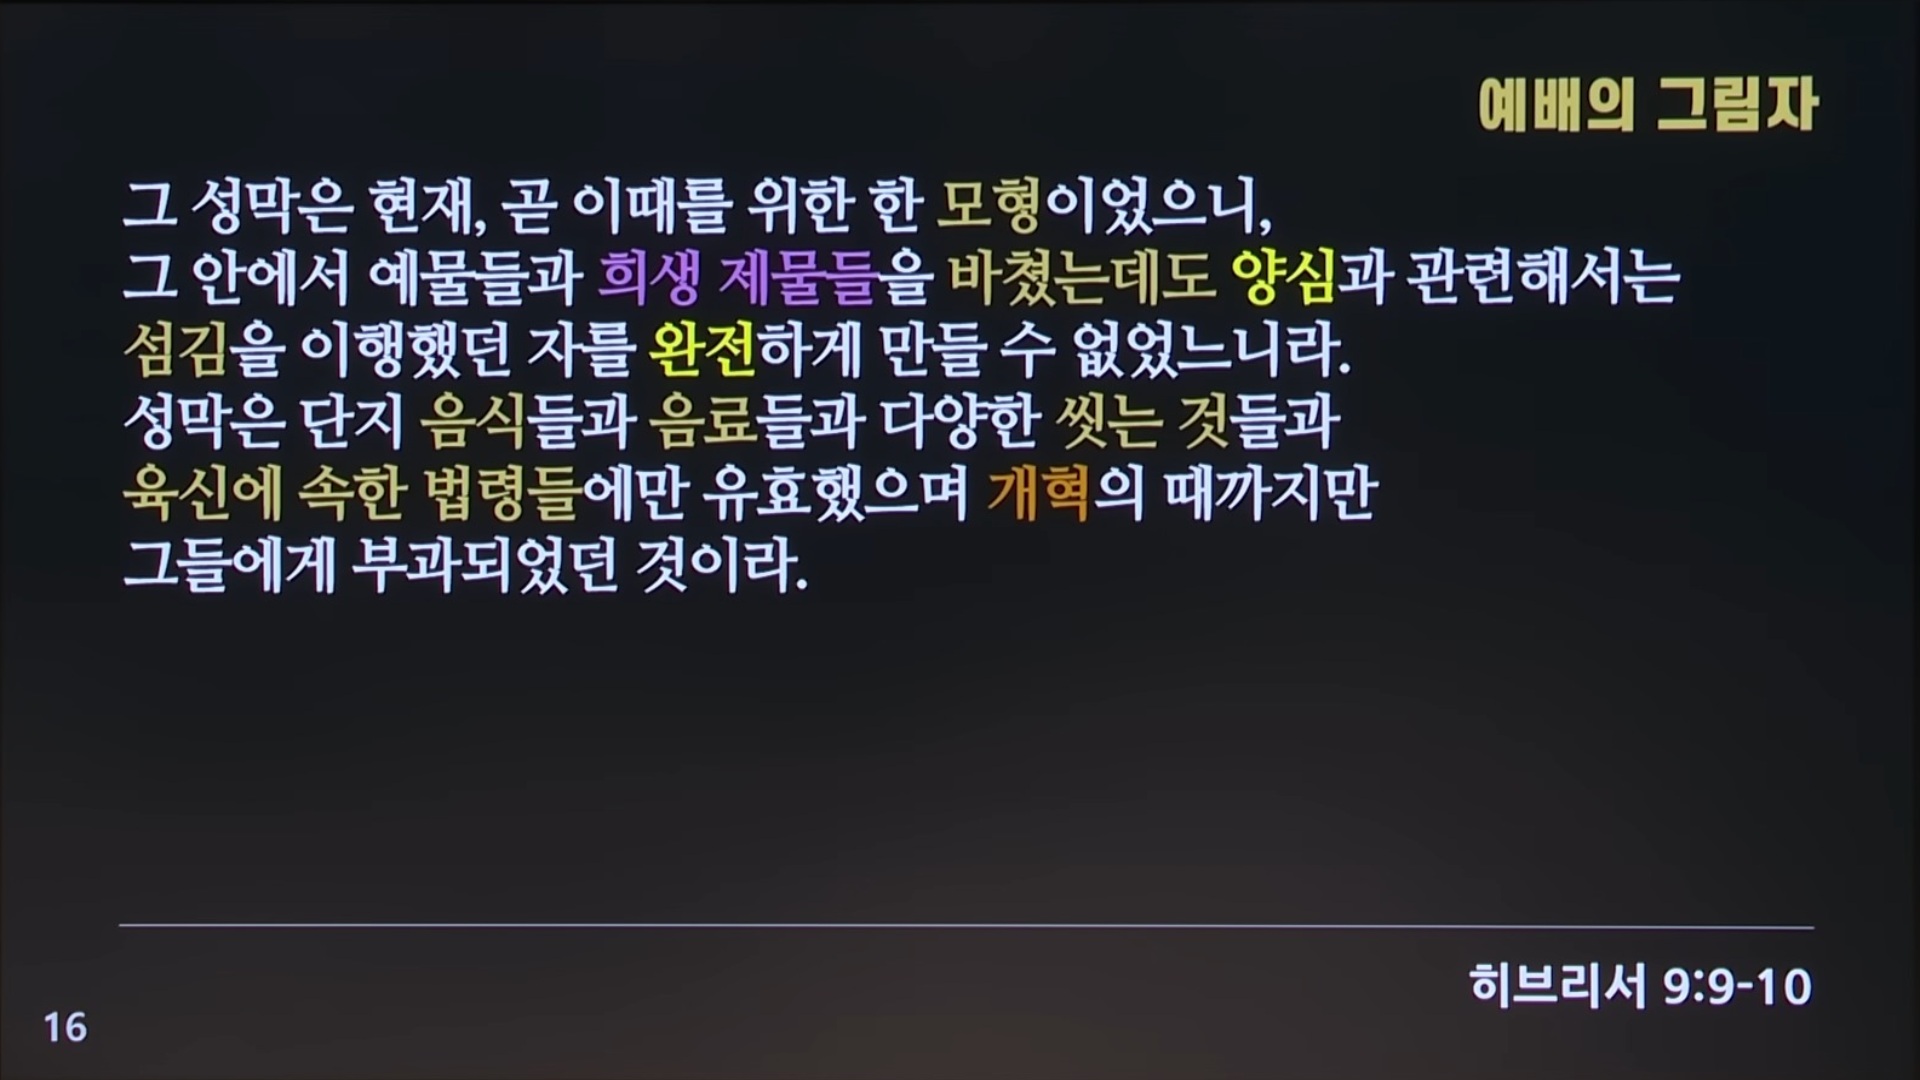 예배의 그림자
그 성막은 현재, 곧 이때를 위한 한 모형이었으니,
그 안에서 예물들과 희생 제물들을 바쳤는데도 양심과 관련해서는
섬김을 이행했던 자를 완전하게 만들 수 없었느니라.
성막은 단지 음식들과 음료들과 다양한 씻는 것들과
육신에 속한 법령들에만 유효했으며 개혁의 때까지만
그들에게 부과되었던 것이라.
히브리서 9:9-10
16